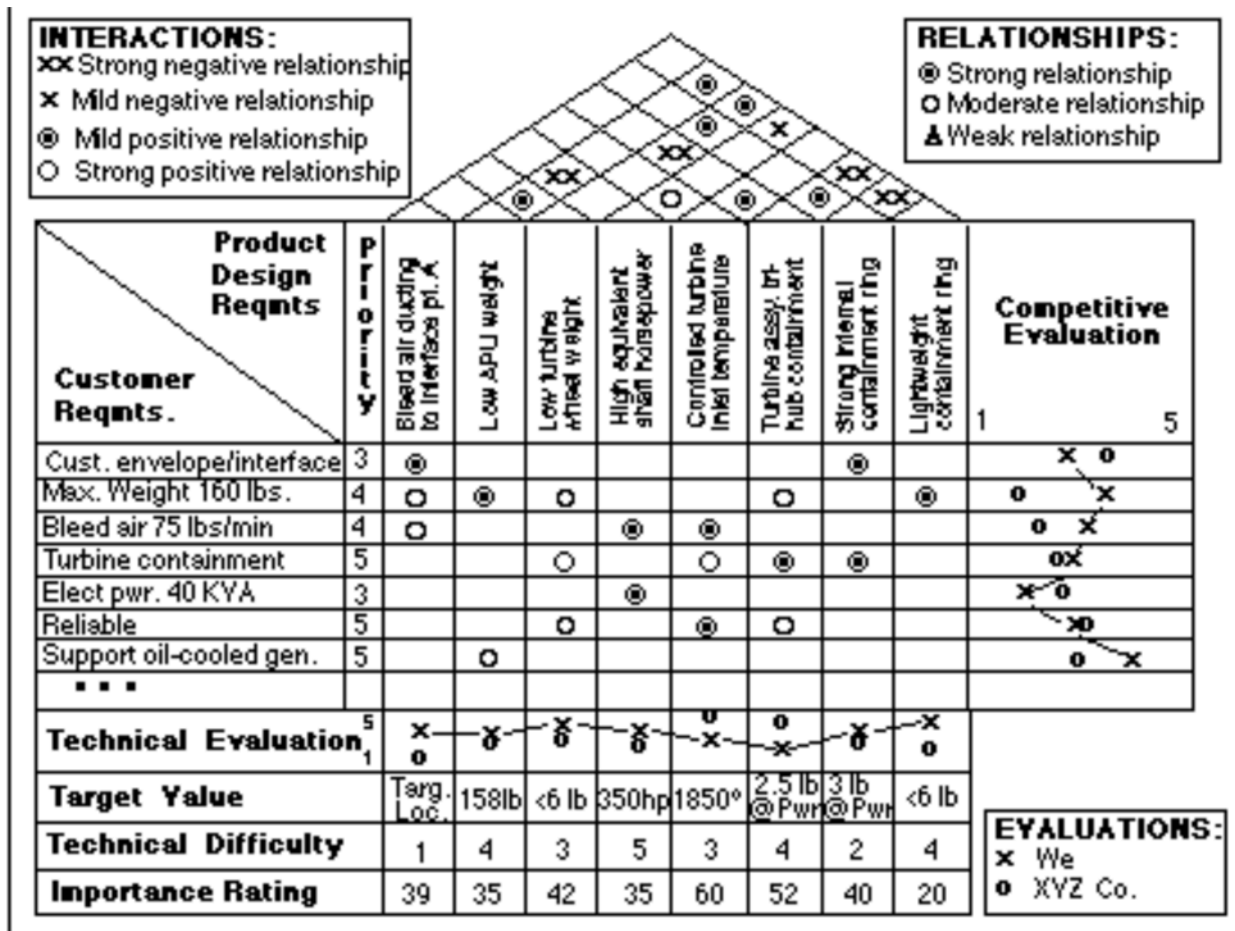 INTERACTIONS:
XX Strong negative relationship
X Mild negative relationship
Mild positive relationship
Strong positive relationship
RELATIONSHIPS:
Strong relationship
Moderate relationship
Weak relationship
Product
Design
Reqmts
Customer
Reqmts.
Priority
Bleed air ducting
to interface pt. A
Low APU weight
Low turbine
wheel weight
High equivalent
shaft horsepower
Controlled turbine
inlet temperature
Turbine assy. tri-
hub containment
Strong internal
containment ring
Lightweight
containment ring
Competitive
Evaluation
1 5
Cust. envelope/interface 3
Max. Weight 160 lbs. 4
Bleed air 75 lbs/min 4
Turbine containment 5
Elect pwr. 40 KVA 3
Reliable 5
Support oil-cooled gen. 5
...
Technical Evaluation 5 1
Target Value Targ. Loc. 158lb <6 lb 350hp 1850° 2.5 lb @ Pwr 3 lb @ Pwr <6 lb
Technical Difficulty 1 4 3 5 3 4 2 4
Importance Rating 39 35 42 35 60 52 40 20
EVALUATIONS:
X We
o XYZ Co.